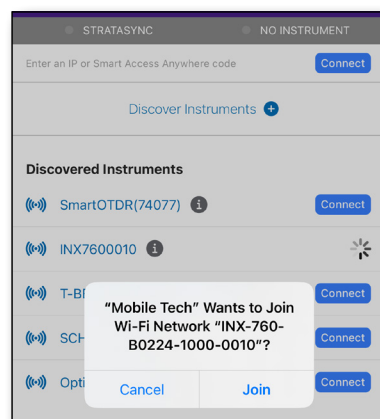 STRATASYNC NO INSTRUMENT
Enter an IP or Smart Access Anywhere code Connect
Discover Instruments
Discovered Instruments
SmartOTDR(74077) Connect
INX7600010
Connect
"Mobile Tech" Wants to Join
Wi-Fi Network "INX-760-
B0224-1000-0010"?
Connect
Cancel Join
Connect